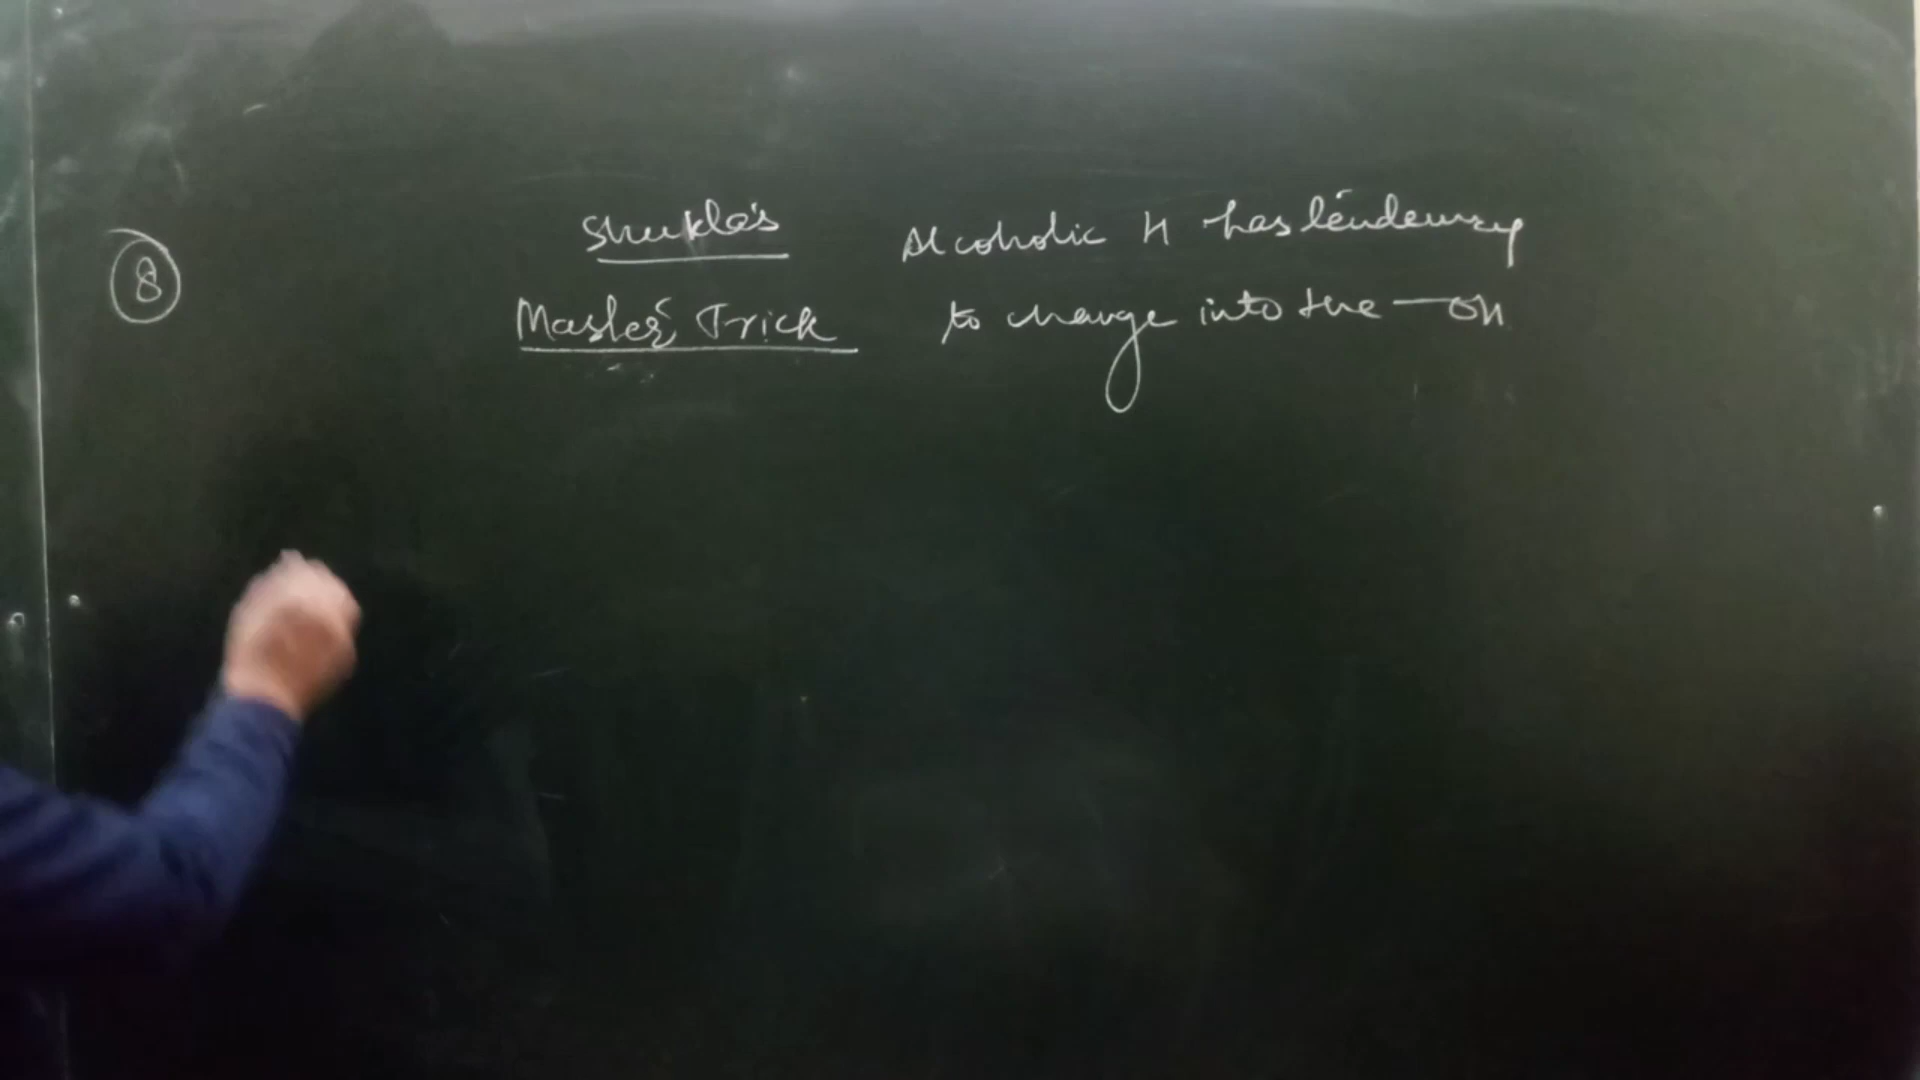 8
Shukla's
Master Trick
Alcoholic H has tendency
to change into the —OH